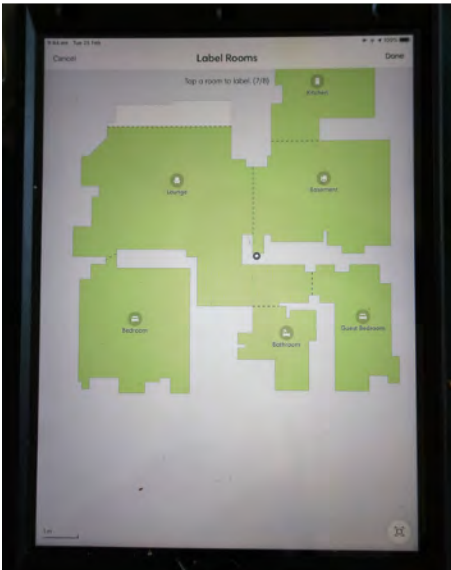 Cancel
Label Rooms
Done
Tap a room to label. (7/8)
Kitchen
Lounge
Basement
Bedroom
Bathroom
Guest Bedroom